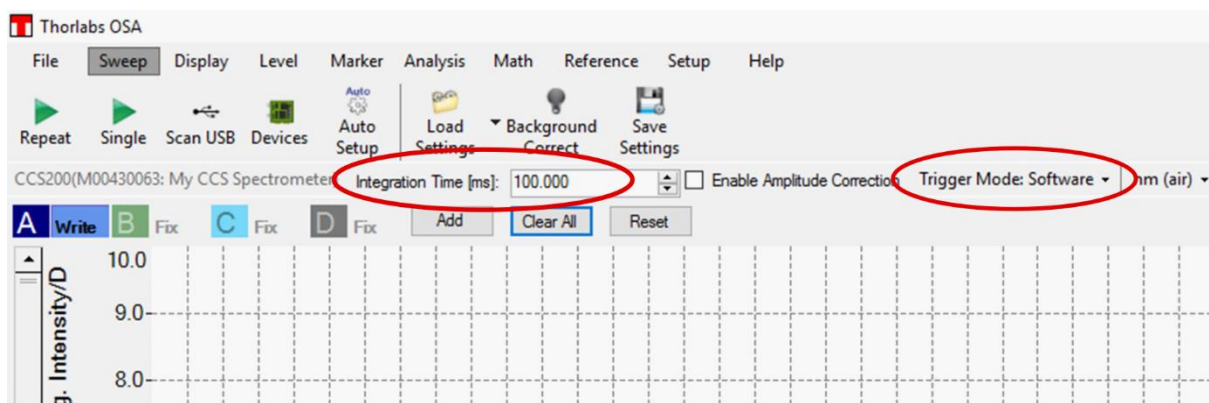 Thorlabs OSA
File Sweep Display Level Marker Analysis Math Reference Setup Help
Auto
Repeat Single Scan USB Devices Auto Setup Load Settings Background Correct Save Settings
CCS200(M00430063: My CCS Spectrometer Integration Time [ms]: 100.000 Enable Amplitude Correction Trigger Mode: Software nm (air)
A Write B Fix C Fix D Fix Add Clear All Reset
10.0
9.0
8.0
g. Intensity/D